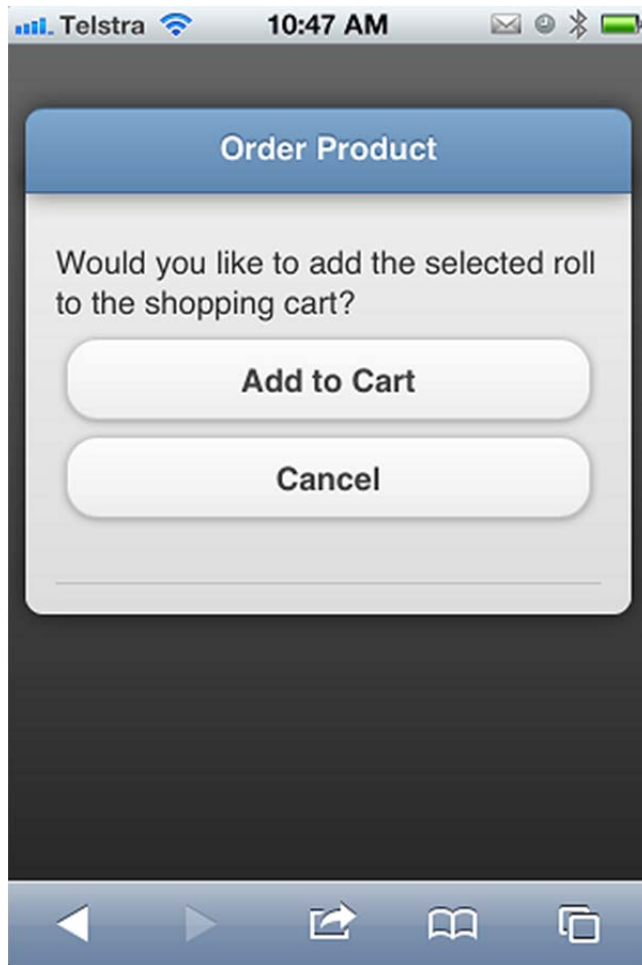 Telstra 10:47 AM
Order Product
Would you like to add the selected roll
to the shopping cart?
Add to Cart
Cancel